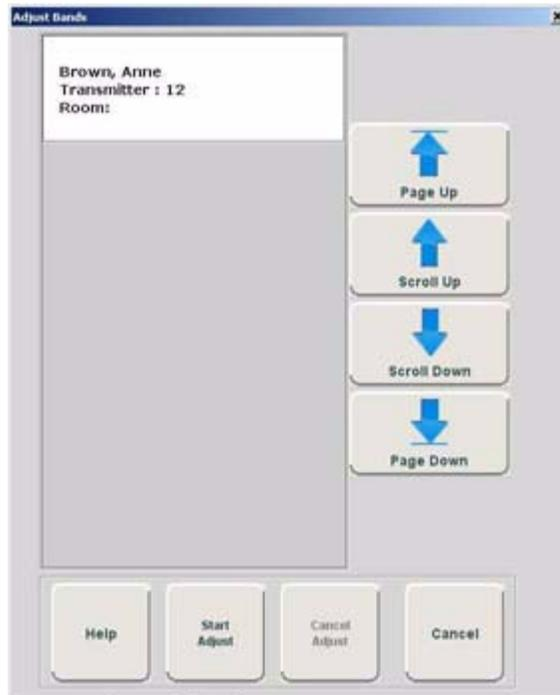 Adjust Bands
Brown, Anne
Transmitter : 12
Room:
Page Up
Scroll Up
Scroll Down
Page Down
Help
Start
Adjust
Cancel
Adjust
Cancel